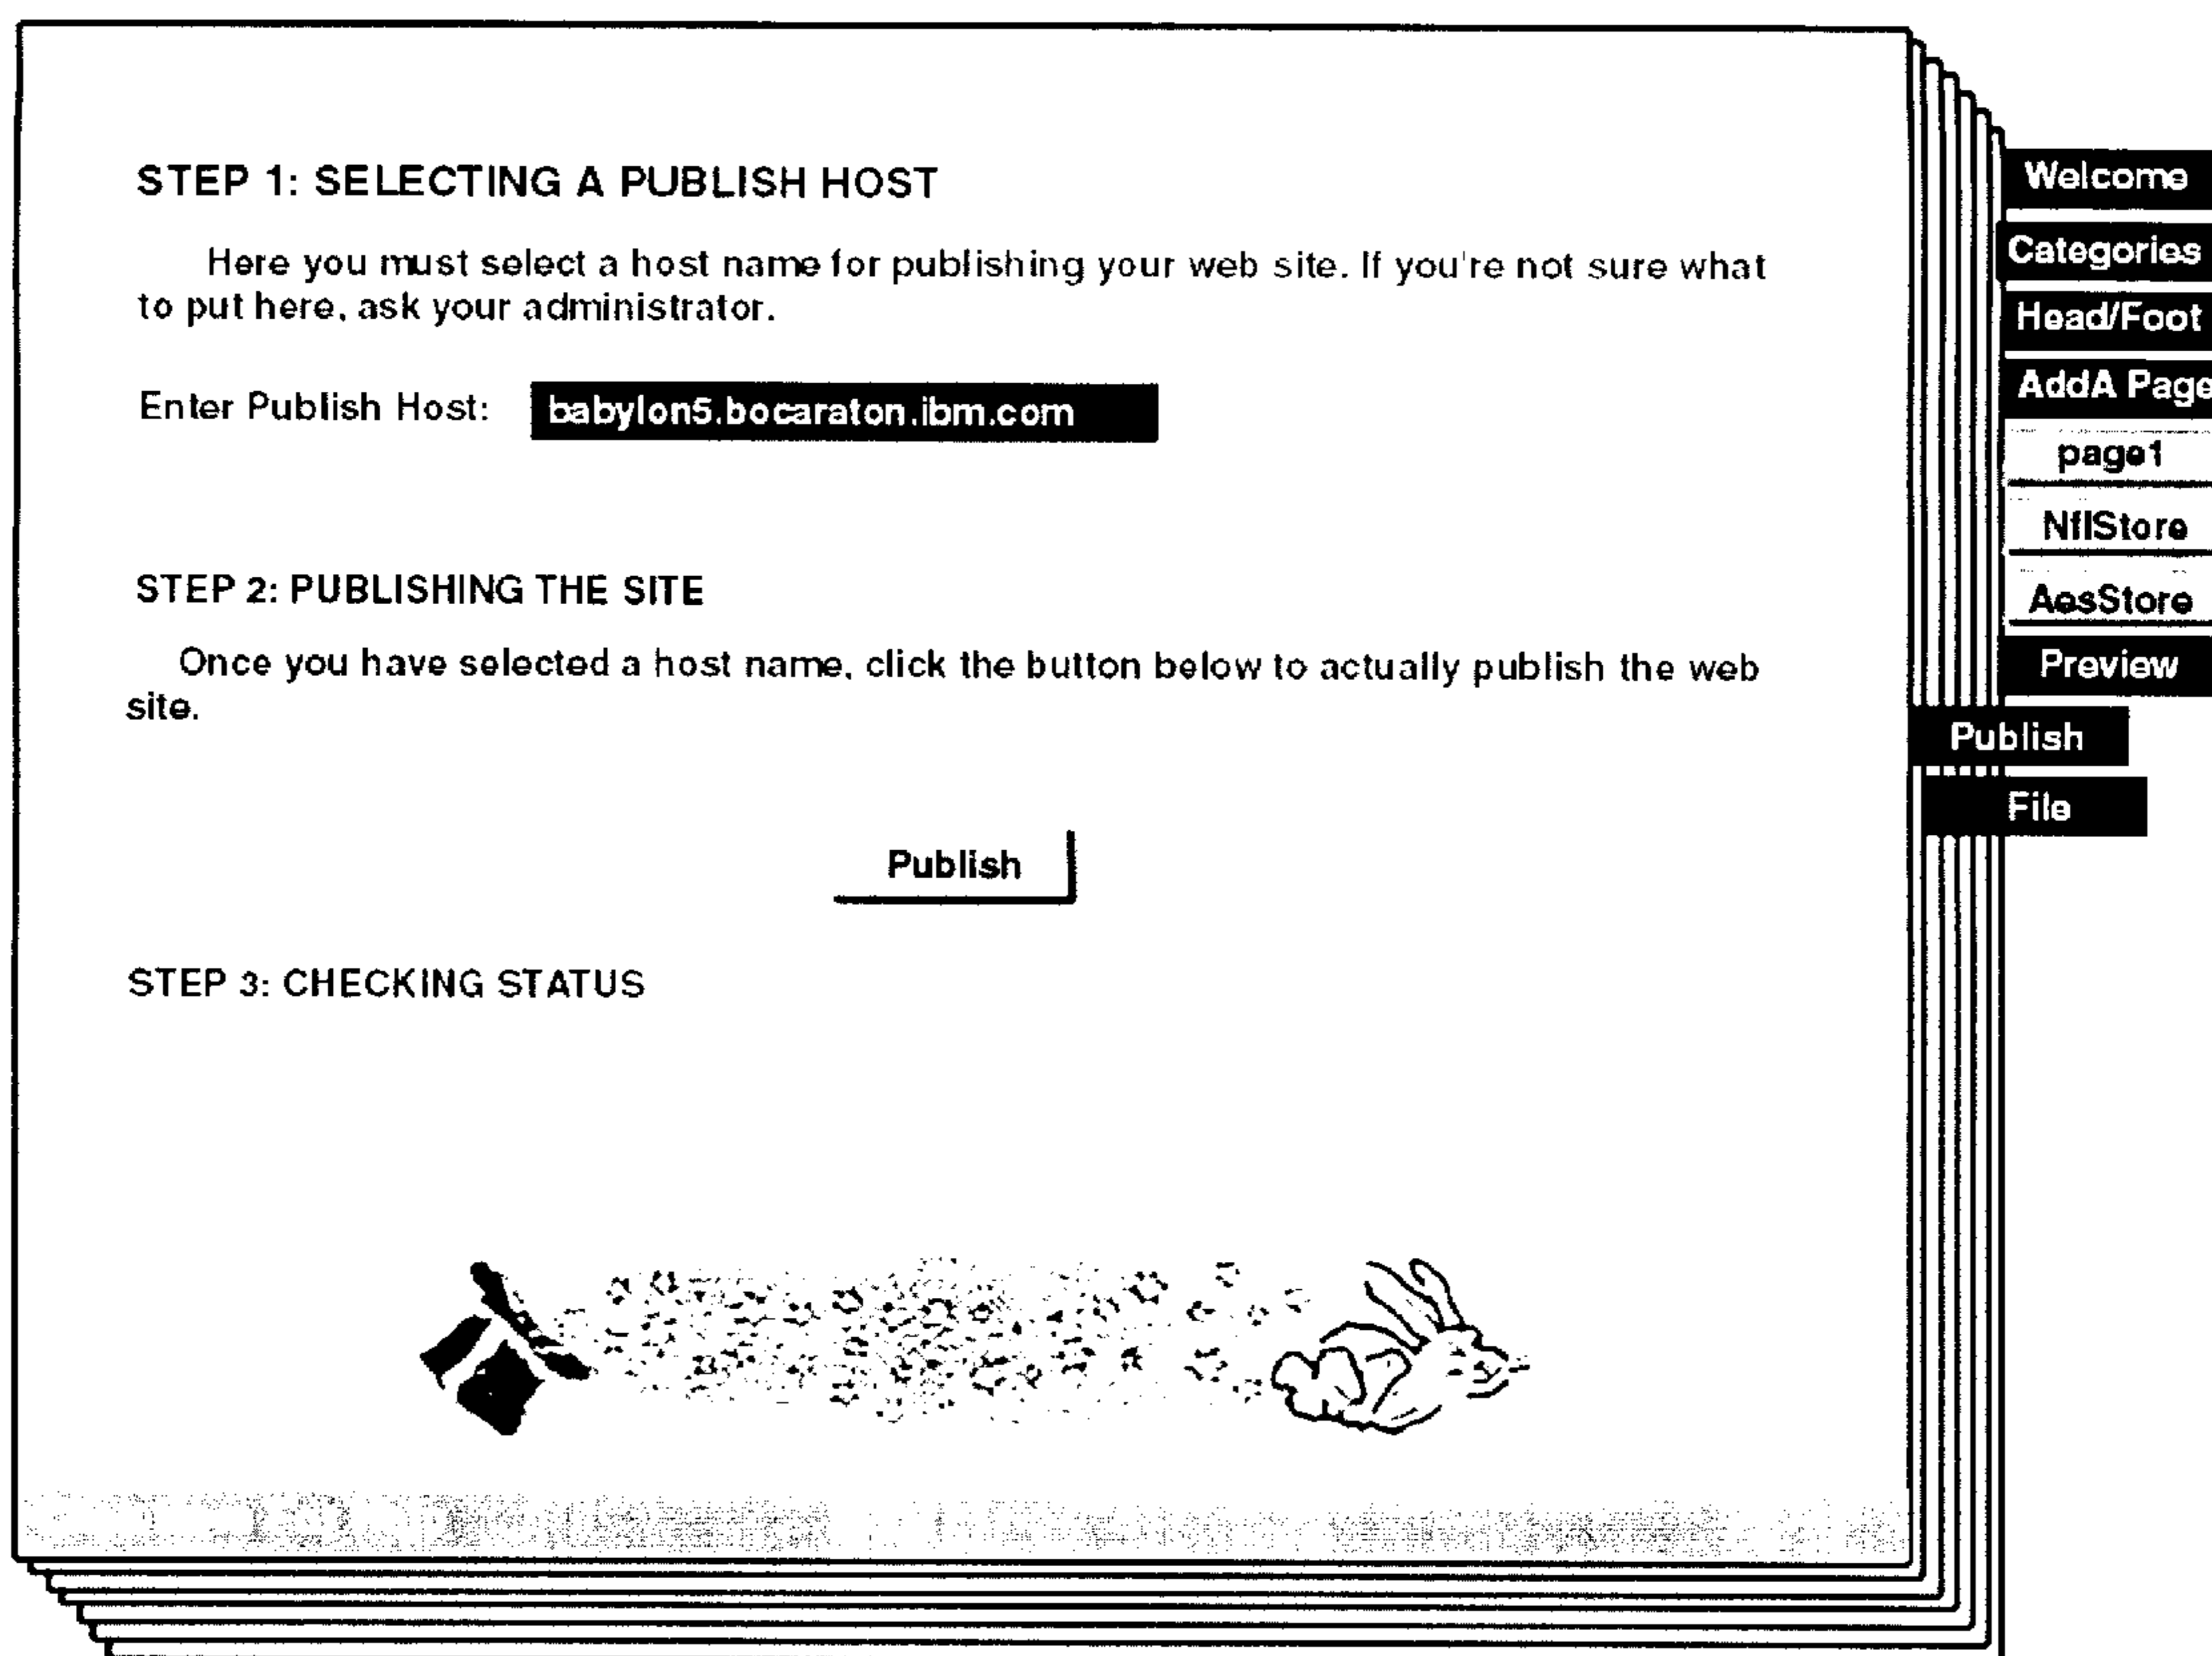 STEP 1: SELECTING A PUBLISH HOST
Here you must select a host name for publishing your web site. If you're not sure what
to put here, ask your administrator.
Enter Publish Host: babylon5.bocaraton.ibm.com
STEP 2: PUBLISHING THE SITE
Once you have selected a host name, click the button below to actually publish the web
site.
Publish
STEP 3: CHECKING STATUS
Welcome
Categories
Head/Foot
AddA Page
page1
NflStore
AesStore
Preview
Publish
File